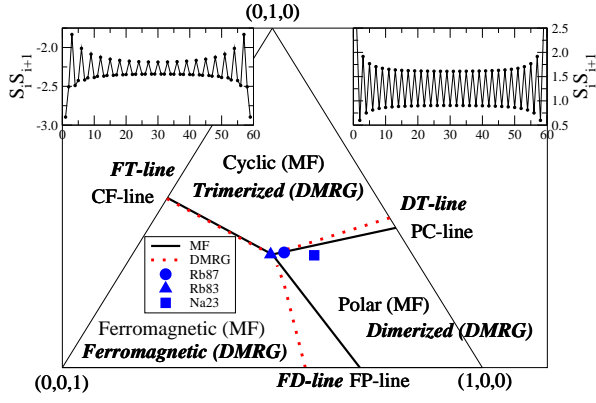 (0,1,0)
-2.0
-2.5
-3.0
SiSi+1
0 10 20 30 40 50 60
2.5
2.0
1.5
1.0
0.5
SiSi+1
0 10 20 30 40 50 60
FT-line
CF-line
Cyclic (MF)
Trimerized (DMRG)
DT-line
PC-line
MF
DMRG
Rb87
Rb83
Na23
Polar (MF)
Dimerized (DMRG)
Ferromagnetic (MF)
Ferromagnetic (DMRG)
(0,0,1)
FD-line FP-line
(1,0,0)